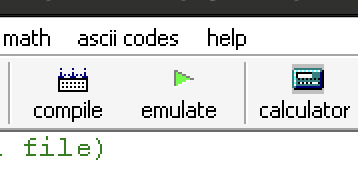 math ascii codes help
compile emulate calculator
file)